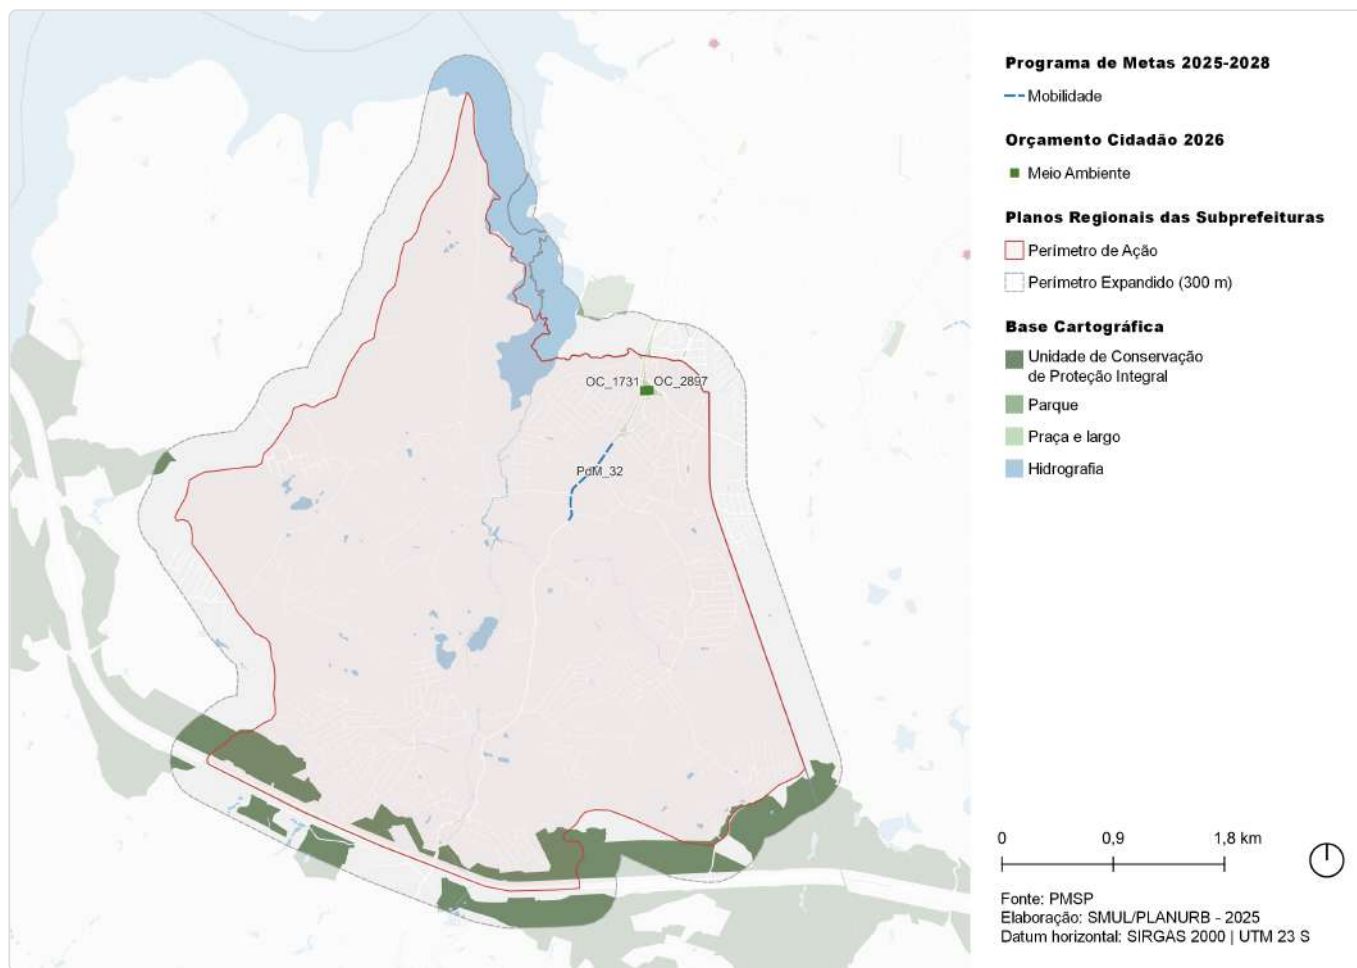 Programa de Metas 2025-2028
Mobilidade
Orçamento Cidadão 2026
Meio Ambiente
Planos Regionais das Subprefeituras
Perímetro de Ação
Perímetro Expandido (300 m)
Base Cartográfica
Unidade de Conservação
de Proteção Integral
Parque
Praça e largo
Hidrografia
OC_1731 OC_2897
PdM_32
0 0,9 1,8 km
Fonte: PMSP
Elaboração: SMUL/PLANURB - 2025
Datum horizontal: SIRGAS 2000 | UTM 23 S